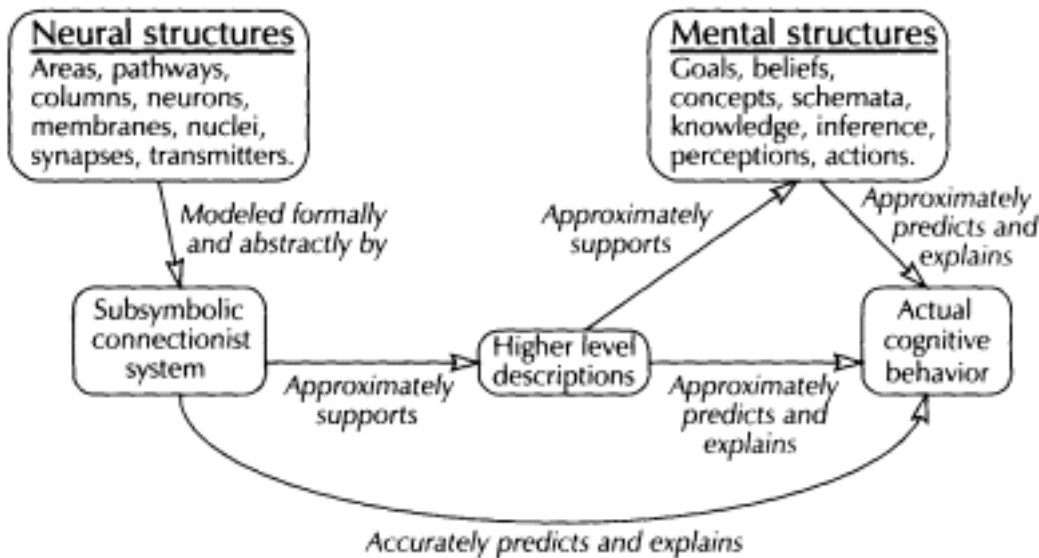 Neural structures
Areas, pathways,
columns, neurons,
membranes, nuclei,
synapses, transmitters.
Mental structures
Goals, beliefs,
concepts, schemata,
knowledge, inference,
perceptions, actions.
Modeled formally
and abstractly by
Approximately
supports
Approximately
predicts and
explains
Subsymbolic
connectionist
system
Approximately
supports
Higher level
descriptions
Approximately
predicts and
explains
Actual
cognitive
behavior
Accurately predicts and explains